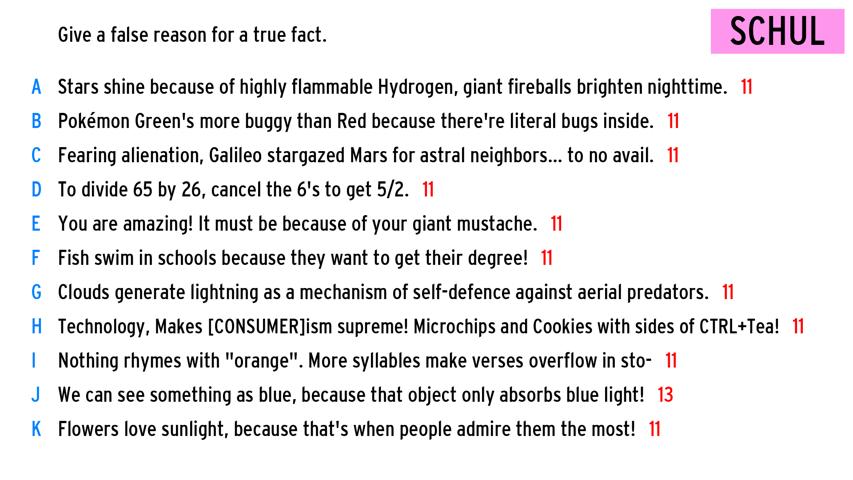 Give a false reason for a true fact.
SCHUL
A Stars shine because of highly flammable Hydrogen, giant fireballs brighten nighttime. 11
B Pokémon Green's more buggy than Red because there're literal bugs inside. 11
C Fearing alienation, Galileo stargazed Mars for astral neighbors... to no avail. 11
D To divide 65 by 26, cancel the 6's to get 5/2. 11
E You are amazing! It must be because of your giant mustache. 11
F Fish swim in schools because they want to get their degree! 11
G Clouds generate lightning as a mechanism of self-defence against aerial predators. 11
H Technology, Makes [CONSUMER]ism supreme! Microchips and Cookies with sides of CTRL+Tea! 11
I Nothing rhymes with "orange". More syllables make verses overflow in sto- 11
J We can see something as blue, because that object only absorbs blue light! 13
K Flowers love sunlight, because that's when people admire them the most! 11